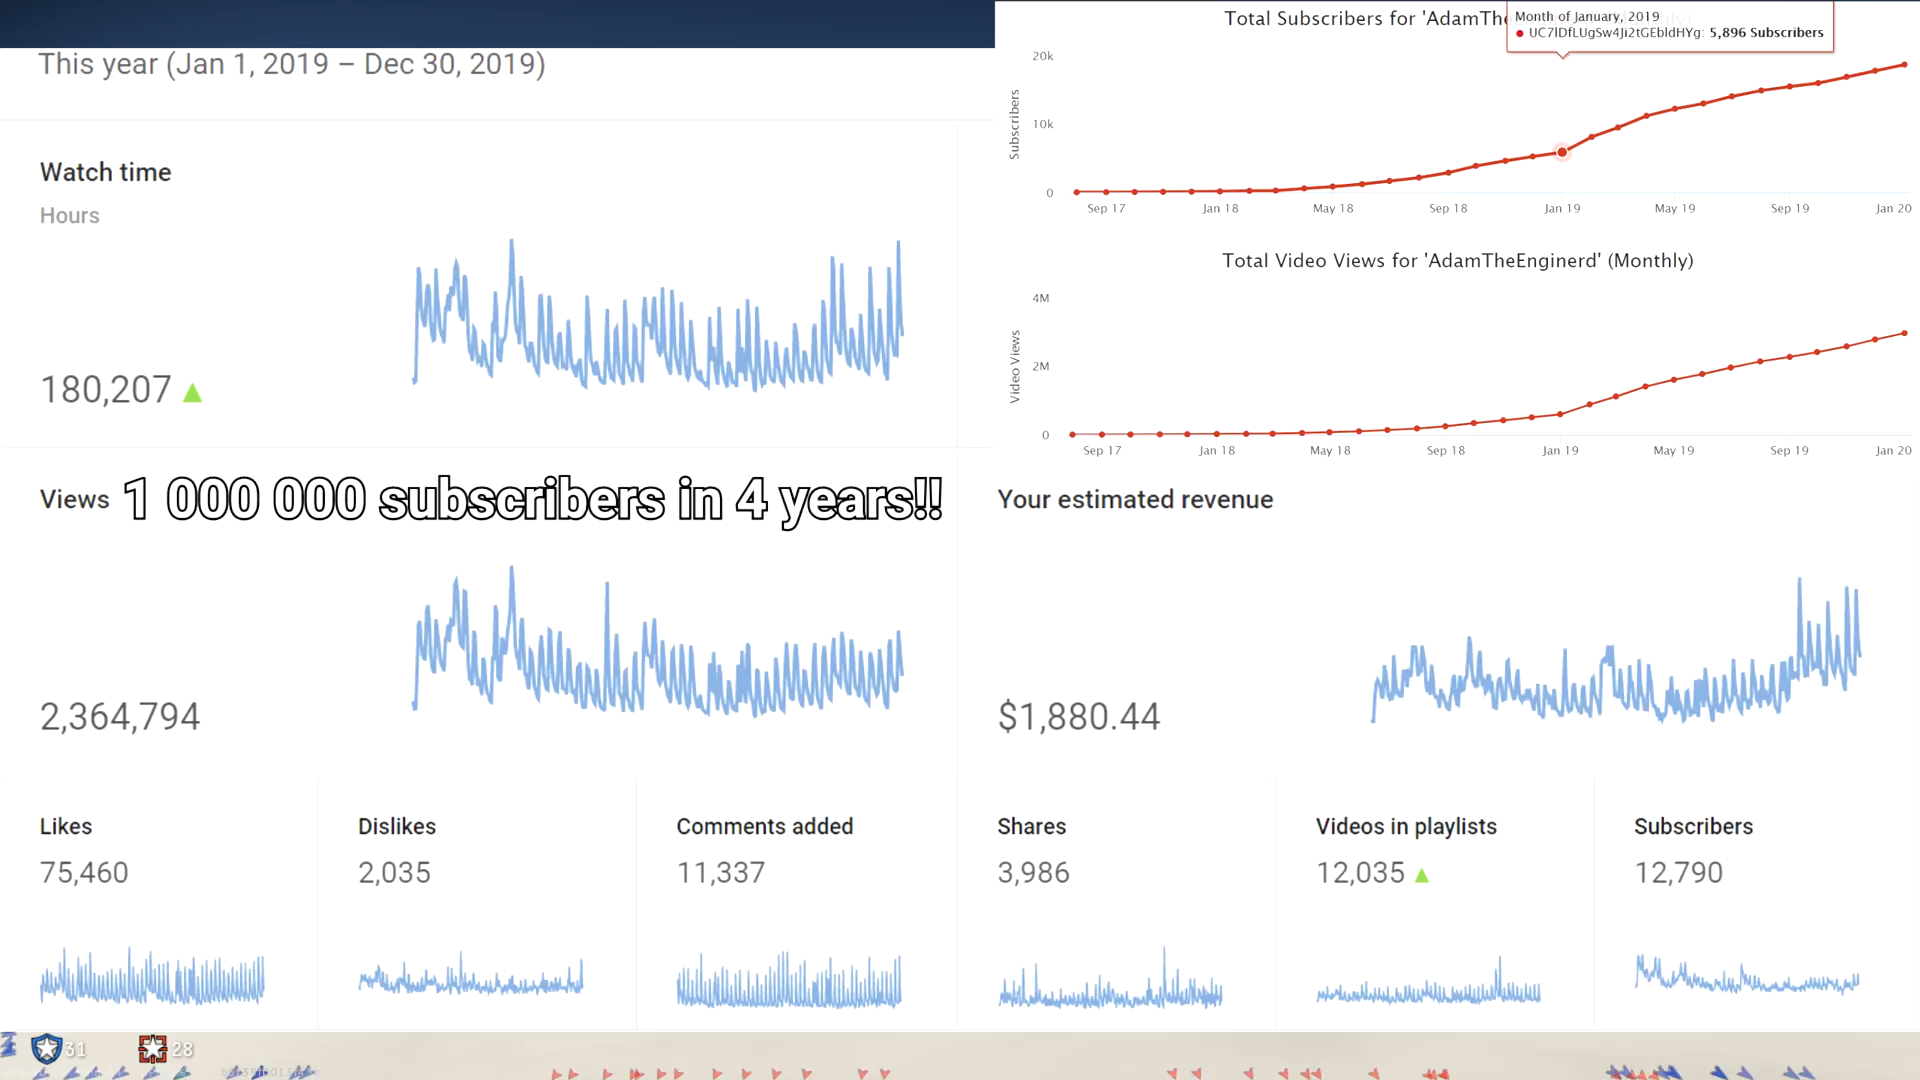 This year (Jan 1, 2019 – Dec 30, 2019)
Watch time
Hours
180,207
Views
1 000 000 subscribers in 4 years!!
2,364,794
Total Subscribers for 'AdamThe
Month of January, 2019
5,896 Subscribers
Subscribers
20k
10k
0
Sep 17
Jan 18
May 18
Sep 18
Jan 19
May 19
Sep 19
Jan 20
Total Video Views for 'AdamTheEnginerd' (Monthly)
Video Views
4M
2M
0
Sep 17
Jan 18
May 18
Sep 18
Jan 19
May 19
Sep 19
Jan 20
Your estimated revenue
$1,880.44
Likes
75,460
Dislikes
2,035
Comments added
11,337
Shares
3,986
Videos in playlists
12,035
Subscribers
12,790
31
28